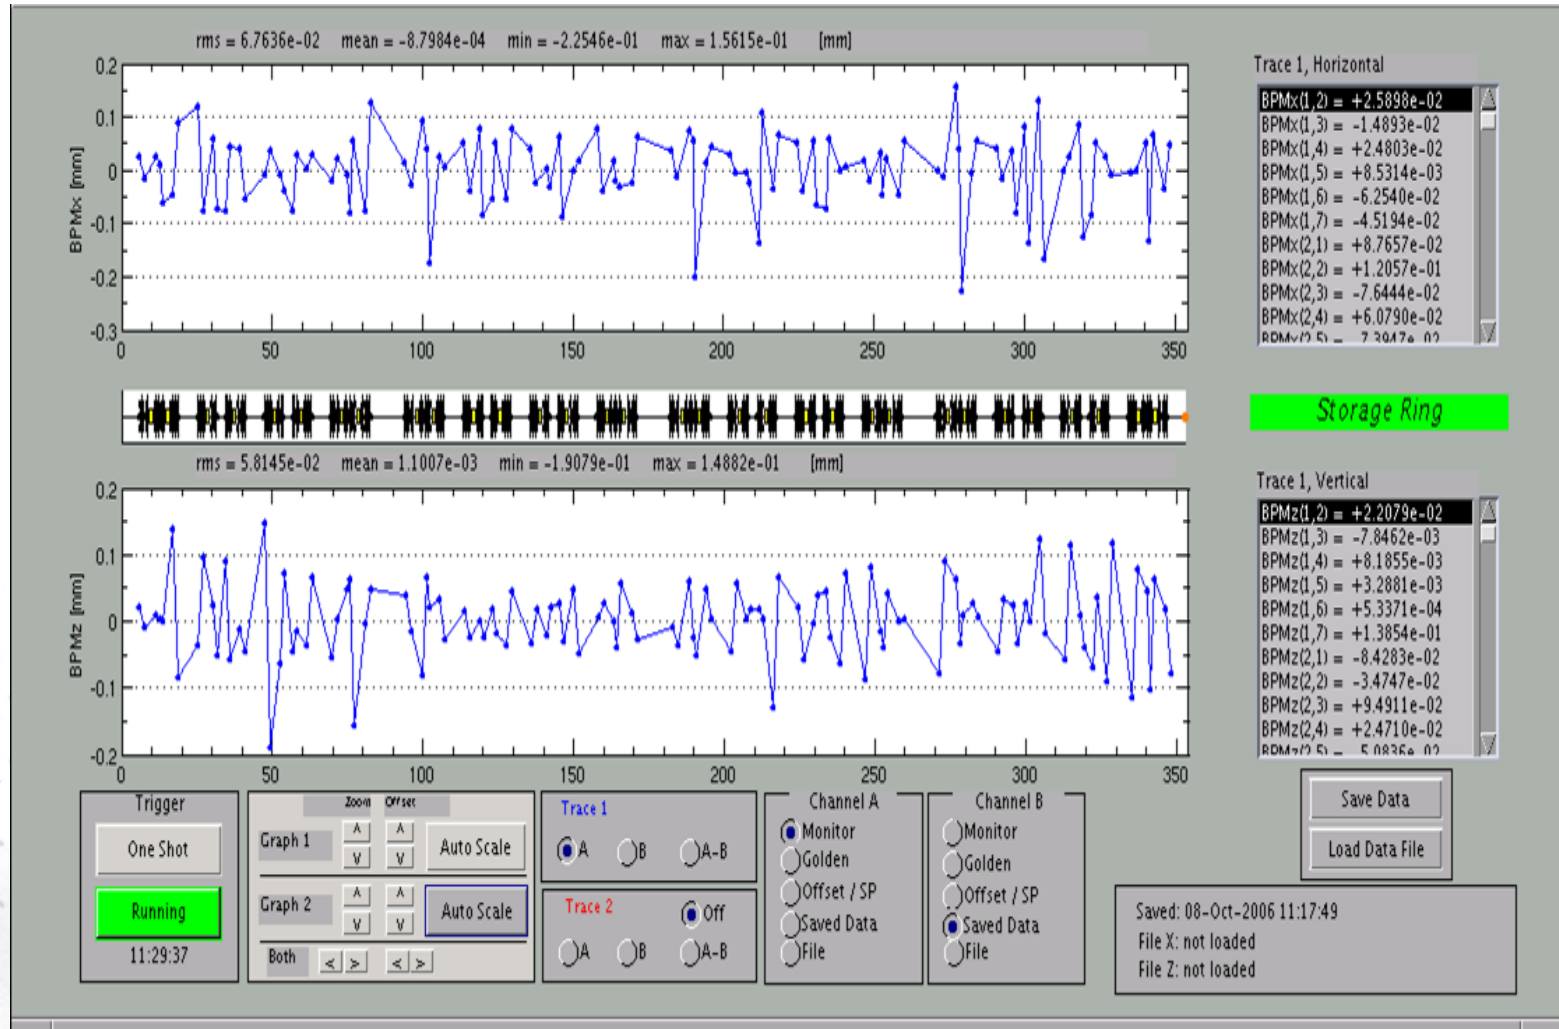 rms = 6.7636e-02 mean = -8.7984e-04 min = -2.2546e-01 max = 1.5615e-01 [mm]
0.2
0.1
0
-0.1
-0.2
-0.3
BPMx [mm]
0 50 100 150 200 250 300 350
Trace 1, Horizontal
BPMx(1,2) = +2.5898e-02
BPMx(1,3) = -1.4893e-02
BPMx(1,4) = +2.4803e-02
BPMx(1,5) = +8.5314e-03
BPMx(1,6) = -6.2540e-02
BPMx(1,7) = -4.5194e-02
BPMx(2,1) = +8.7657e-02
BPMx(2,2) = +1.2057e-01
BPMx(2,3) = -7.6444e-02
BPMx(2,4) = +6.0790e-02
BPMx(2,5) = -7.3947e-02
Storage Ring
rms = 5.8145e-02 mean = 1.1007e-03 min = -1.9079e-01 max = 1.4882e-01 [mm]
0.2
0.1
0
-0.1
-0.2
BPMz [mm]
0 50 100 150 200 250 300 350
Trace 1, Vertical
BPMz(1,2) = +2.2079e-02
BPMz(1,3) = -7.8462e-03
BPMz(1,4) = +8.1855e-03
BPMz(1,5) = +3.2881e-03
BPMz(1,6) = +5.3371e-04
BPMz(1,7) = +1.3854e-01
BPMz(2,1) = -8.4283e-02
BPMz(2,2) = -3.4747e-02
BPMz(2,3) = +9.4911e-02
BPMz(2,4) = +2.4710e-02
BPMz(2,5) = -5.0836e-02
Trigger
One Shot
Running
11:29:37
Zoom Offset
Graph 1
Λ Λ
V V
Auto Scale
Graph 2
Λ Λ
V V
Auto Scale
Both < > < >
Trace 1
A B A-B
Trace 2
Off
A B A-B
Channel A
Monitor
Golden
Offset / SP
Saved Data
File
Channel B
Monitor
Golden
Offset / SP
Saved Data
File
Save Data
Load Data File
Saved: 08-Oct-2006 11:17:49
File X: not loaded
File Z: not loaded